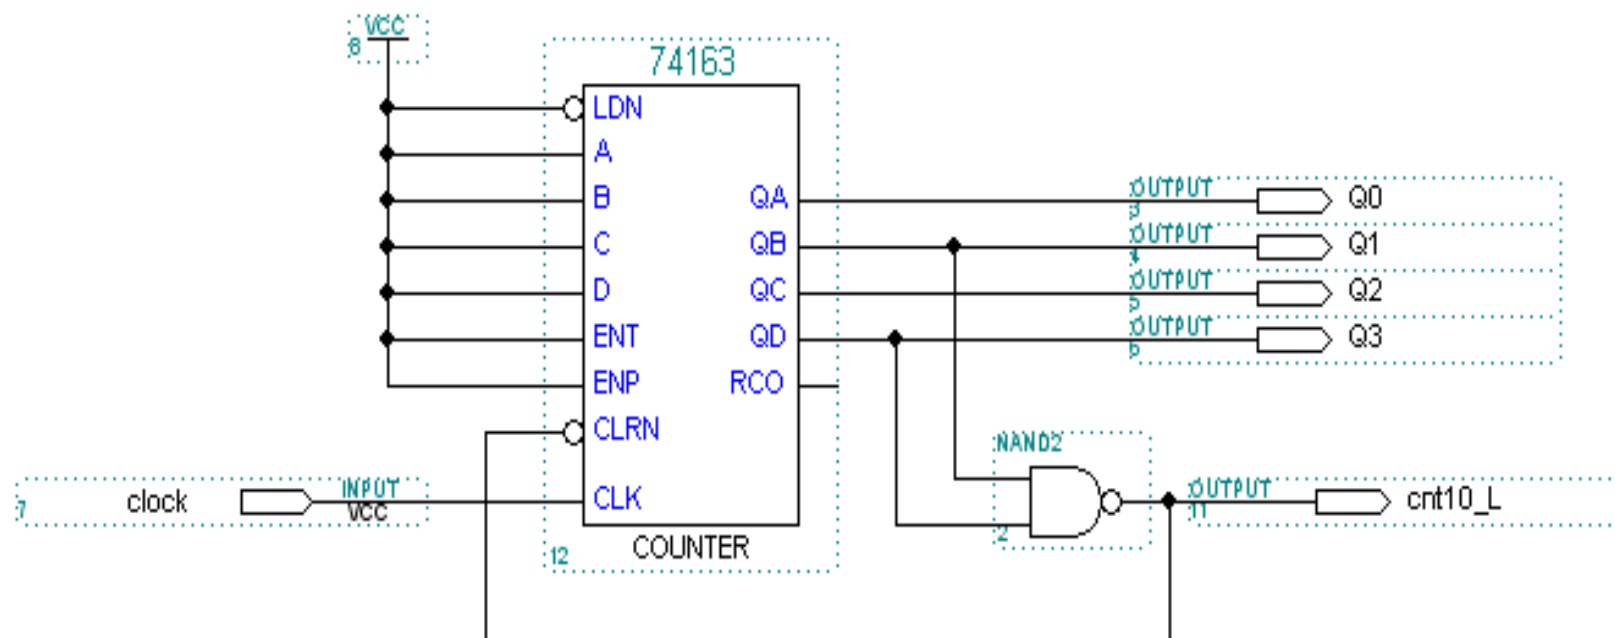 VCC
8
74163
LDN
A
B
C
D
ENT
ENP
CLRN
CLK
QA
QB
QC
QD
RCO
COUNTER
12
OUTPUT
3
Q0
OUTPUT
4
Q1
OUTPUT
5
Q2
OUTPUT
6
Q3
NAND2
2
7
clock
INPUT
VCC
OUTPUT
11
cnt10_L